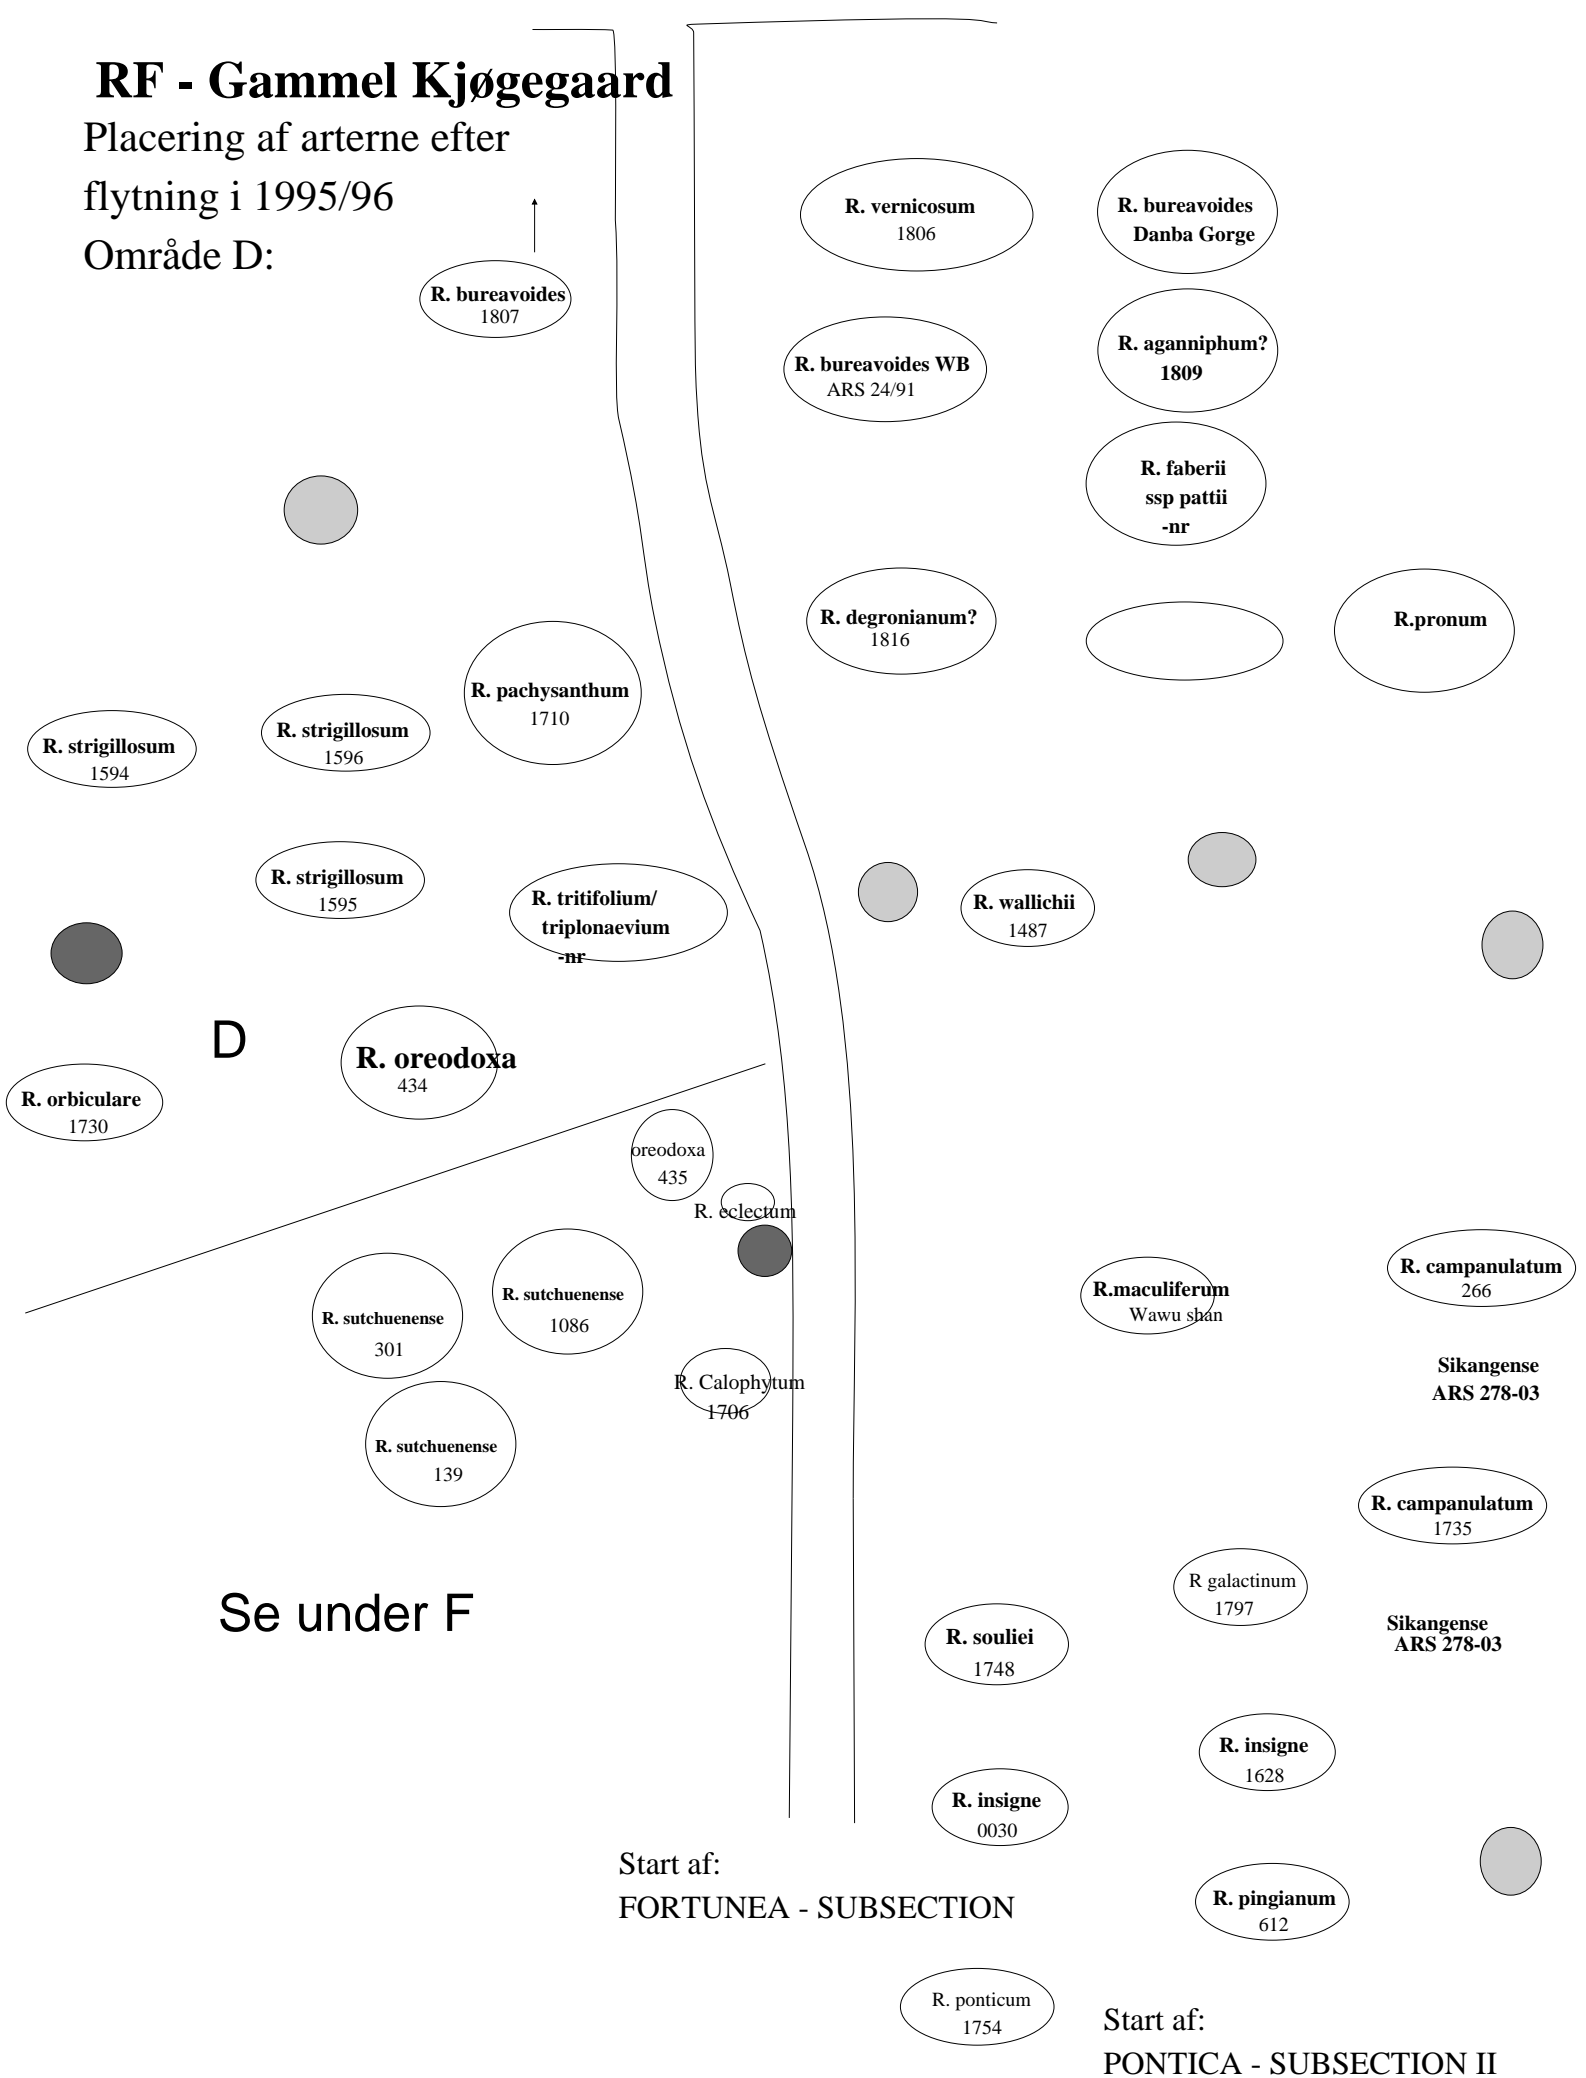 RF - Gammel Kjøgegaard
Placering af arterne efter
flytning i 1995/96
Område D:
R. vernicosum
1806
R. bureavoides
Danba Gorge
R. bureavoides
1807
R. bureavoides WB
ARS 24/91
R. aganniphum?
1809
R. faberii
ssp pattii
-nr
R. degronianum?
1816
R.pronum
R. pachysanthum
1710
R. strigillosum
1594
R. strigillosum
1596
R. strigillosum
1595
R. tritifolium/
triplonaevium
-nr
R. wallichii
1487
D
R. oreodoxa
434
R. orbiculare
1730
oreodoxa
435
R. eclectum
R. sutchuenense
301
R. sutchuenense
1086
R. Calophytum
1706
R. sutchuenense
139
R.maculiferum
Wawu shan
R. campanulatum
266
Sikangense
ARS 278-03
R. campanulatum
1735
R galactinum
1797
Sikangense
ARS 278-03
Se under F
R. souliei
1748
R. insigne
1628
R. insigne
0030
Start af:
FORTUNEA - SUBSECTION
R. pingianum
612
R. ponticum
1754
Start af:
PONTICA - SUBSECTION II